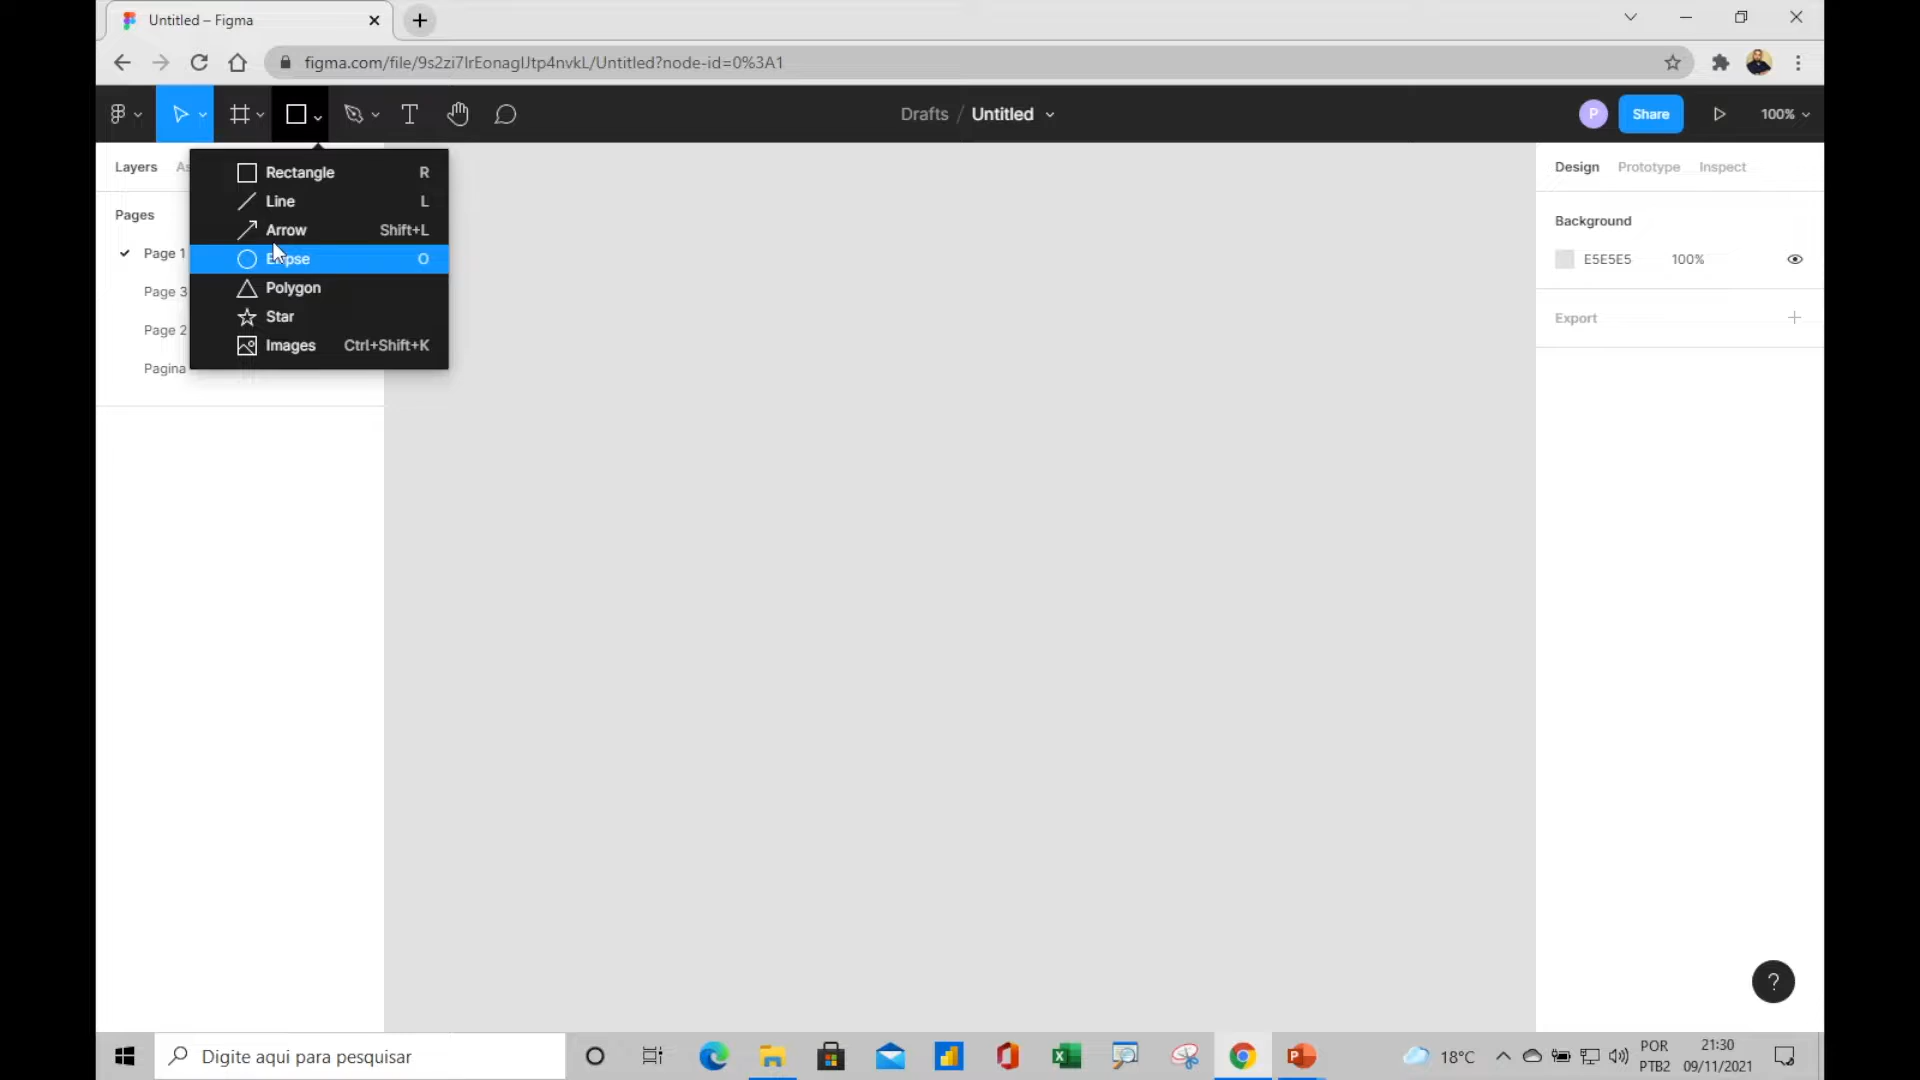 Untitled – Figma
figma.com/file/9s2zi7lrEonaglJtp4nvkL/Untitled?node-id=0%3A1
T
Drafts / Untitled
P
Share
100%
Layers
Design Prototype Inspect
Pages
Page 1
Page 3
Page 2
Pagina
Rectangle R
Line L
Arrow Shift+L
O
Polygon
Star
Images Ctrl+Shift+K
Background
E5E5E5 100%
Export
?
Digite aqui para pesquisar
18°C
POR
PTB2
21:30
09/11/2021